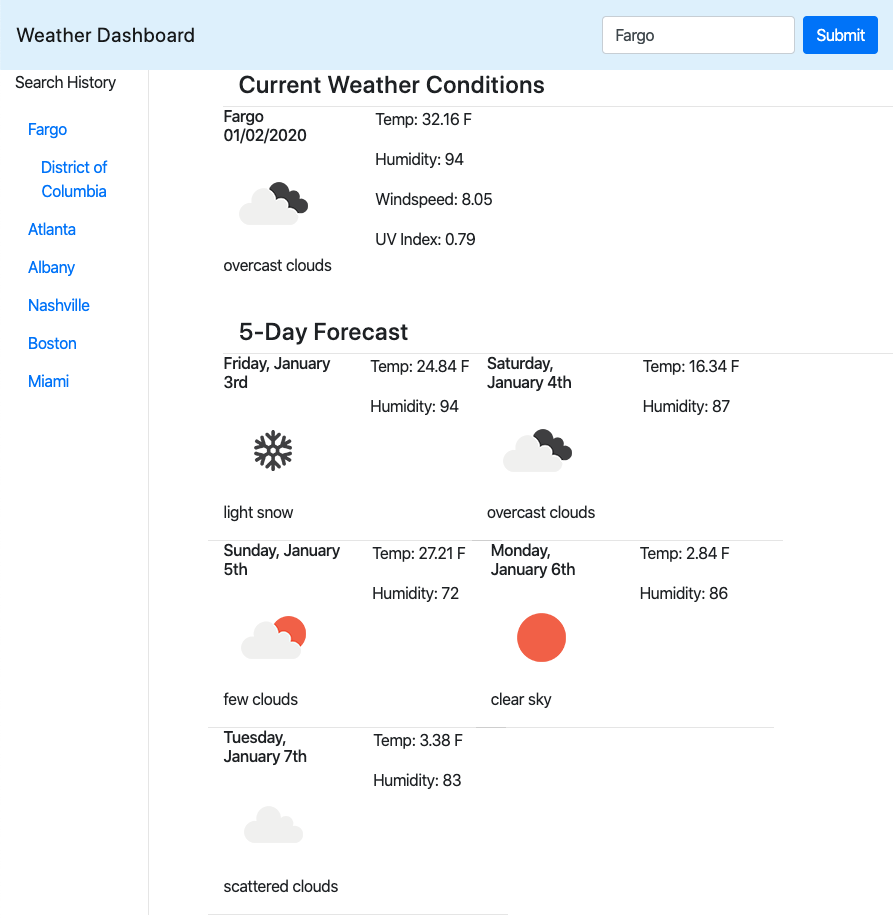 Weather Dashboard
Fargo
Submit
Search History
Fargo
District of
Columbia
Atlanta
Albany
Nashville
Boston
Miami
Current Weather Conditions
Fargo
01/02/2020
overcast clouds
Temp: 32.16 F
Humidity: 94
Windspeed: 8.05
UV Index: 0.79
5-Day Forecast
Friday, January
3rd
light snow
Temp: 24.84 F
Humidity: 94
Saturday,
January 4th
overcast clouds
Temp: 16.34 F
Humidity: 87
Sunday, January
5th
few clouds
Temp: 27.21 F
Humidity: 72
Monday,
January 6th
clear sky
Temp: 2.84 F
Humidity: 86
Tuesday,
January 7th
scattered clouds
Temp: 3.38 F
Humidity: 83